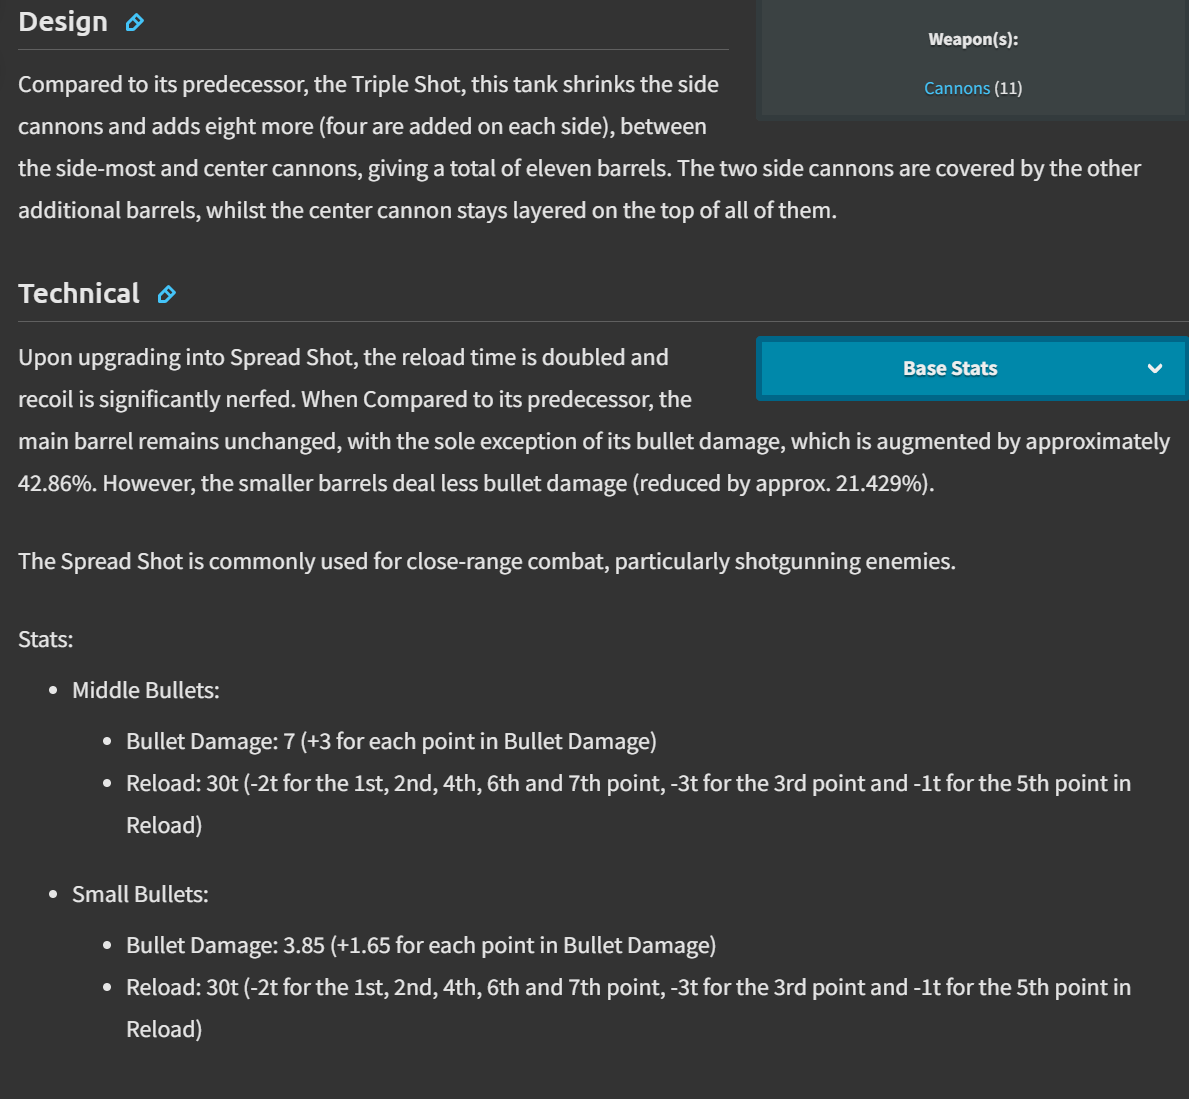 Design
Weapon(s):
Cannons (11)
Compared to its predecessor, the Triple Shot, this tank shrinks the side
cannons and adds eight more (four are added on each side), between
the side-most and center cannons, giving a total of eleven barrels. The two side cannons are covered by the other
additional barrels, whilst the center cannon stays layered on the top of all of them.
Technical
Base Stats
Upon upgrading into Spread Shot, the reload time is doubled and
recoil is significantly nerfed. When Compared to its predecessor, the
main barrel remains unchanged, with the sole exception of its bullet damage, which is augmented by approximately
42.86%. However, the smaller barrels deal less bullet damage (reduced by approx. 21.429%).
The Spread Shot is commonly used for close-range combat, particularly shotgunning enemies.
Stats:
• Middle Bullets:
• Bullet Damage: 7 (+3 for each point in Bullet Damage)
• Reload: 30t (-2t for the 1st, 2nd, 4th, 6th and 7th point, -3t for the 3rd point and -1t for the 5th point in
Reload)
• Small Bullets:
• Bullet Damage: 3.85 (+1.65 for each point in Bullet Damage)
• Reload: 30t (-2t for the 1st, 2nd, 4th, 6th and 7th point, -3t for the 3rd point and -1t for the 5th point in
Reload)